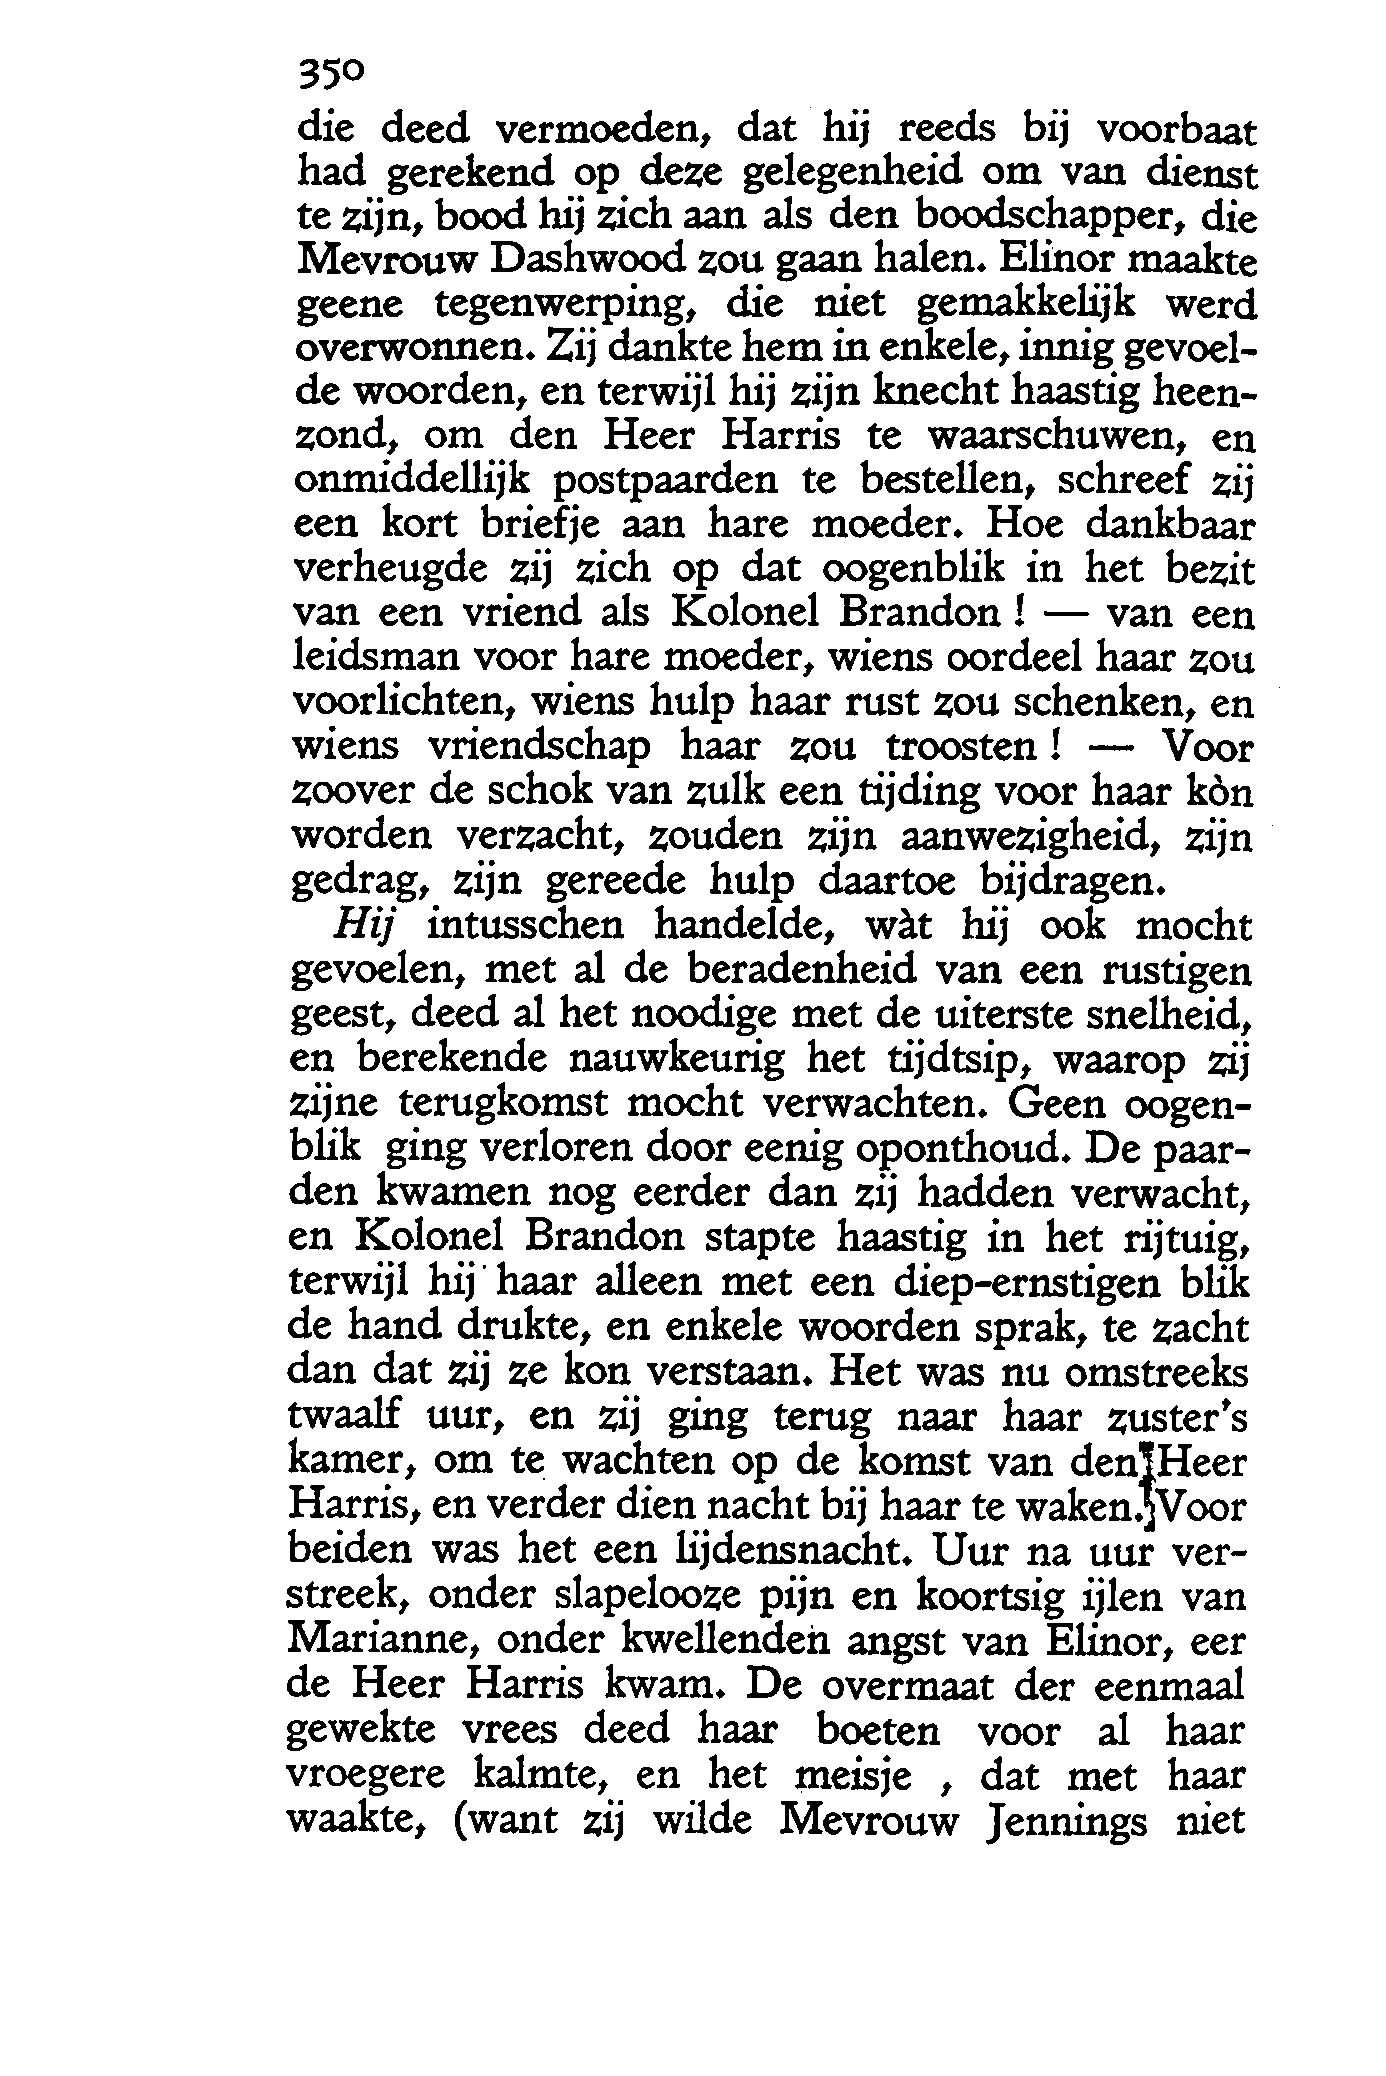 350
die deed vermoeden, dat hij reeds bij voorbaat
had gerekend op deze gelegenheid om van dienst
te zijn, bood hij zich aan als den boodschapper, die
Mevrouw Dashwood zou gaan halen. Elinor maakte
geene tegenwerping, die niet gemakkelijk werd
overwonnen. Zij dankte hem in enkele, innig gevoel-
de woorden, en terwijl hij zijn knecht haastig heen-
zond, om den Heer Harris te waarschuwen, en
onmiddellijk postpaarden te bestellen, schreef zij
een kort briefje aan hare moeder. Hoe dankbaar
verheugde zij zich op dat oogenblik in het bezit
van een vriend als Kolonel Brandon ! — van een
leidsman voor hare moeder, wiens oordeel haar zou
voorlichten, wiens hulp haar rust zou schenken, en
wiens vriendschap haar zou troosten ! — Voor
zoover de schok van zulk een tijding voor haar kòn
worden verzacht, zouden zijn aanwezigheid, zijn
gedrag, zijn gereede hulp daartoe bijdragen.
Hij intusschen handelde, wàt hij ook mocht
gevoelen, met al de beradenheid van een rustigen
geest, deed al het noodige met de uiterste snelheid,
en berekende nauwkeurig het tijdtsip, waarop zij
zijne terugkomst mocht verwachten. Geen oogen-
blik ging verloren door eenig oponthoud. De paar-
den kwamen nog eerder dan zij hadden verwacht,
en Kolonel Brandon stapte haastig in het rijtuig,
terwijl hij haar alleen met een diep-ernstigen blik
de hand drukte, en enkele woorden sprak, te zacht
dan dat zij ze kon verstaan. Het was nu omstreeks
twaalf uur, en zij ging terug naar haar zuster's
kamer, om te wachten op de komst van den Heer
Harris, en verder dien nacht bij haar te waken. Voor
beiden was het een lijdensnacht. Uur na uur ver-
streek, onder slapelooze pijn en koortsig ijlen van
Marianne, onder kwellenden angst van Elinor, eer
de Heer Harris kwam. De overmaat der eenmaal
gewekte vrees deed haar boeten voor al haar
vroegere kalmte, en het meisje , dat met haar
waakte, (want zij wilde Mevrouw Jennings niet